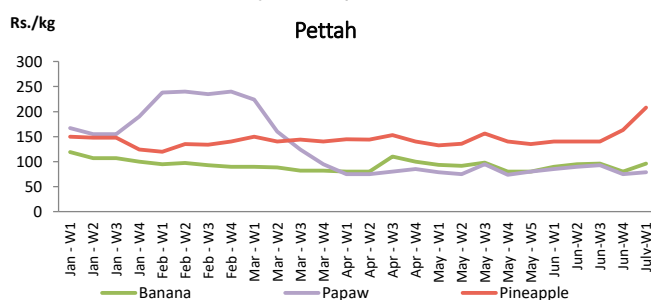 Rs./kg
Pettah
300
250
200
150
100
50
0
Jan - W1
Jan - W2
Jan - W3
Jan - W4
Feb - W1
Feb - W2
Feb - W3
Feb - W4
Mar - W1
Mar - W2
Mar - W3
Mar - W4
Apr - W1
Apr - W2
Apr - W3
Apr - W4
May - W1
May - W2
May - W3
May - W4
May - W5
Jun - W1
Jun-W2
Jun-W3
Jun-W4
July-W1
Banana
Papaw
Pineapple